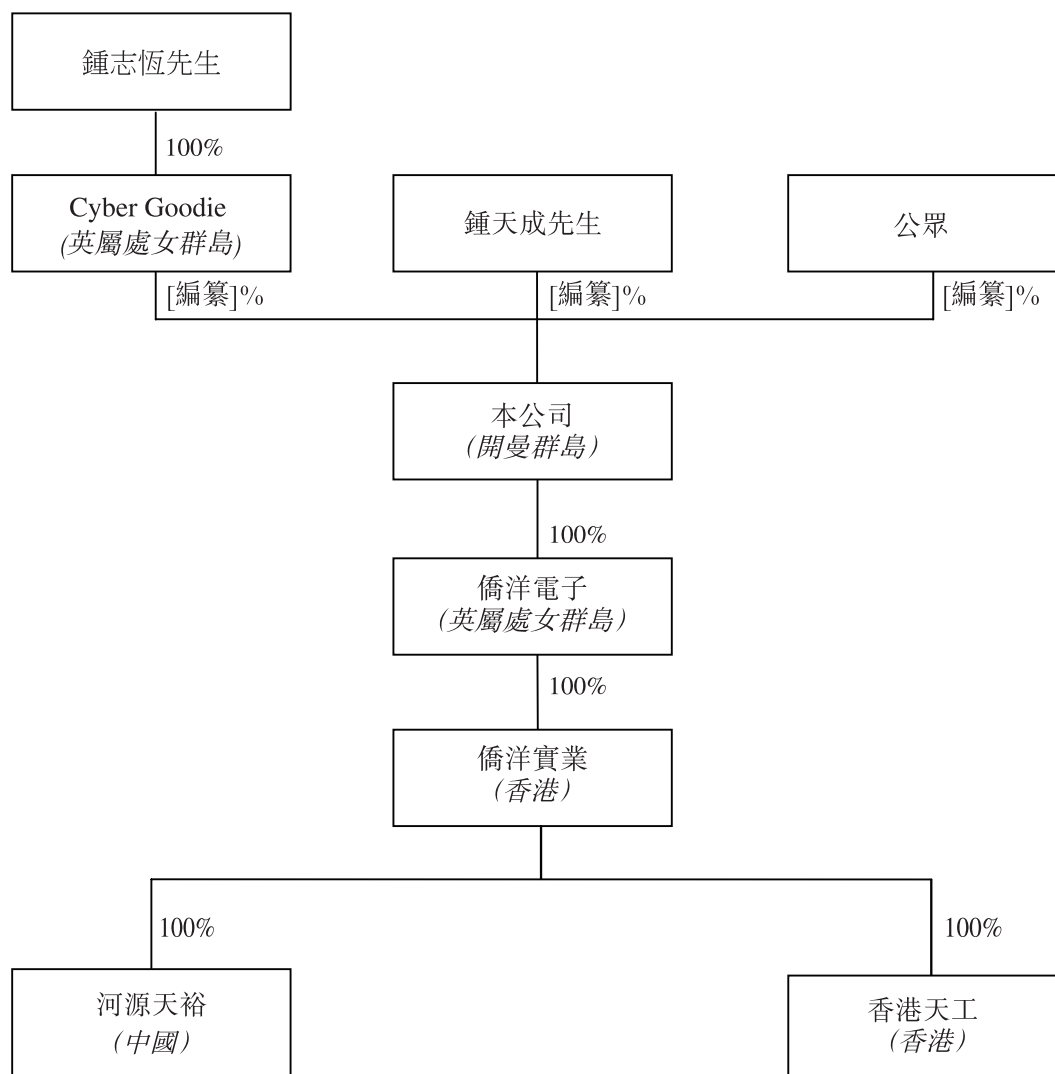 鍾志恆先生
100%
Cyber Goodie
(英屬處女群島)
鍾天成先生
公眾
[編纂]%
[編纂]%
[編纂]%
本公司
(開曼群島)
100%
僑洋電子
(英屬處女群島)
100%
僑洋實業
(香港)
100%
100%
河源天裕
(中國)
香港天工
(香港)